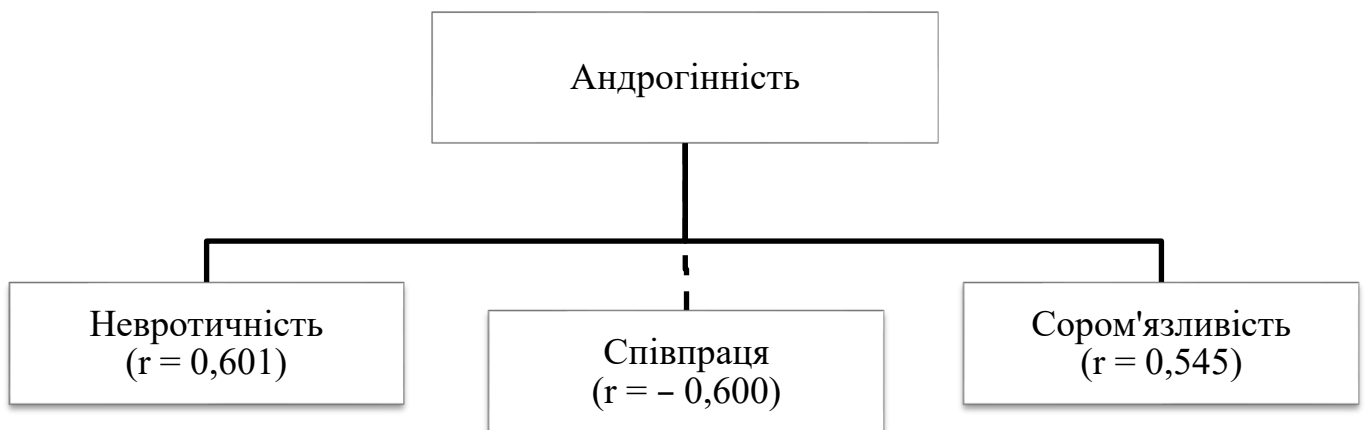 Андрогінність
Невротичність
(r = 0,601)
Співпраця
(r = – 0,600)
Сором'язливість
(r = 0,545)